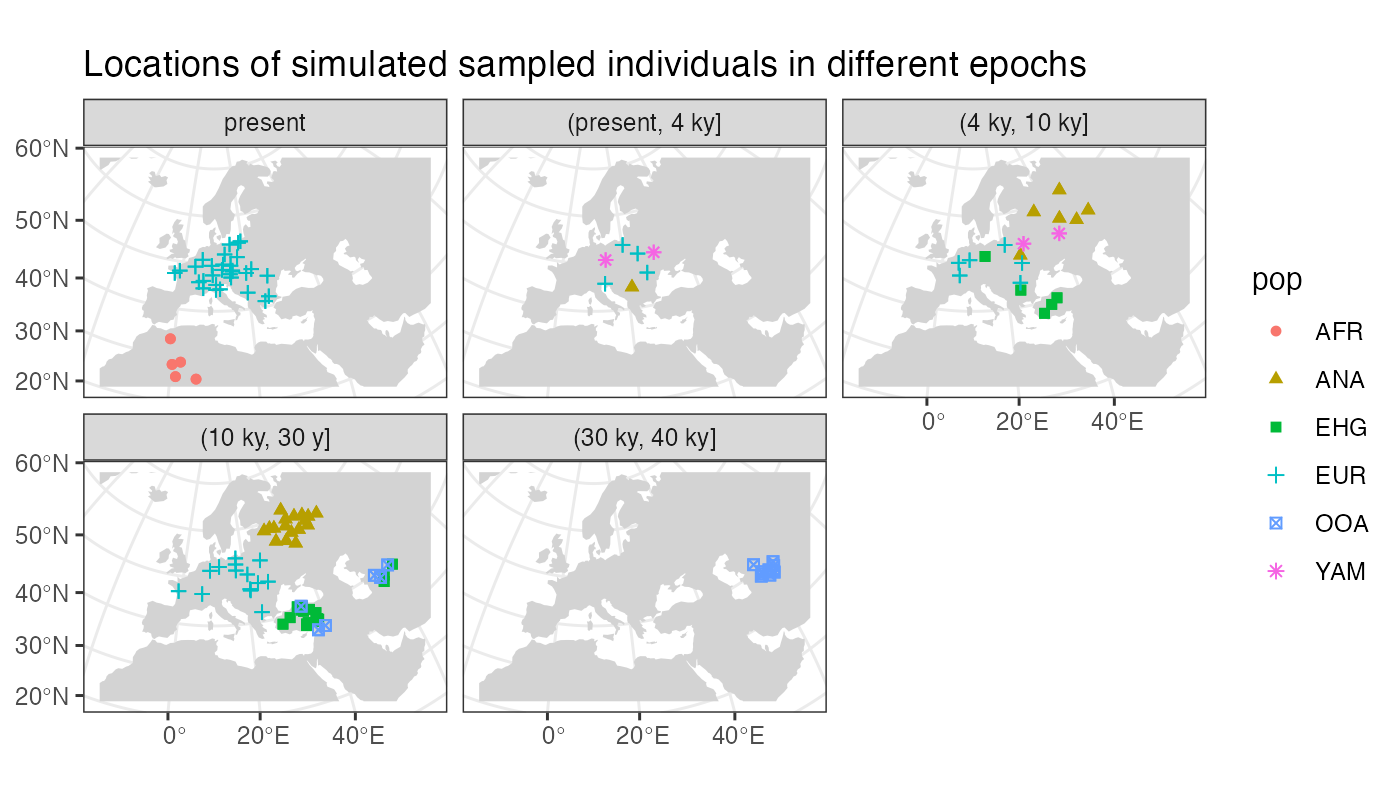 Locations of simulated sampled individuals in different epochs
present
(present, 4 ky]
(4 ky, 10 ky]
60°N
50°N
40°N
30°N
20°N
0°
20°E
40°E
(10 ky, 30 y]
(30 ky, 40 ky]
60°N
50°N
40°N
30°N
20°N
0°
20°E
40°E
0°
20°E
40°E
pop
AFR
ANA
EHG
EUR
OOA
YAM